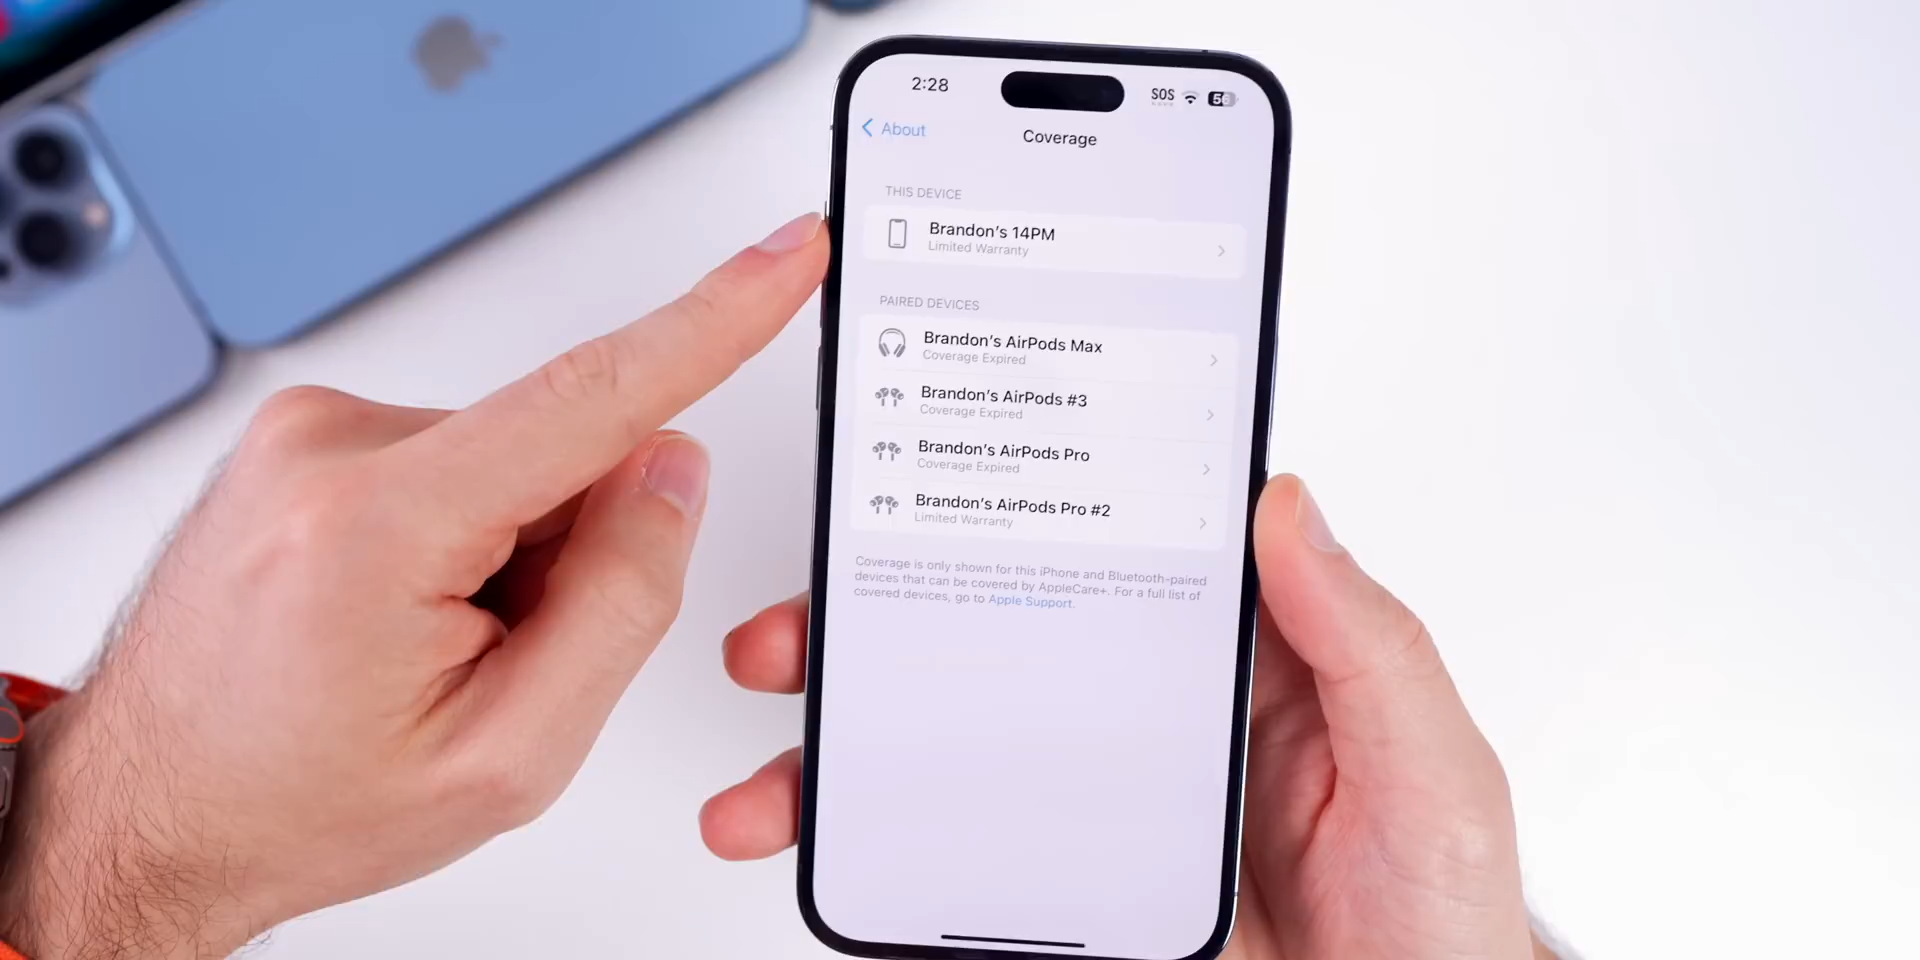 2:28
SOS
56
About
Coverage
THIS DEVICE
Brandon’s 14PM
Limited Warranty
PAIRED DEVICES
Brandon’s AirPods Max
Coverage Expired
Brandon’s AirPods #3
Coverage Expired
Brandon’s AirPods Pro
Coverage Expired
Brandon’s AirPods Pro #2
Limited Warranty
Coverage is only shown for this iPhone and Bluetooth-paired
devices that can be covered by AppleCare+. For a full list of
covered devices, go to Apple Support.